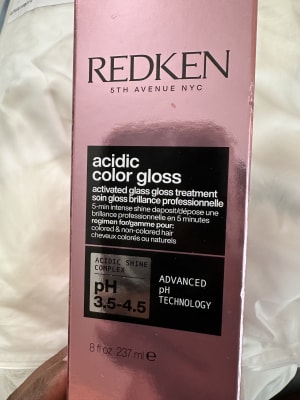 REDKEN
5TH AVENUE NYC
acidic
color gloss
activated glass gloss treatment
soin gloss brillance professionnelle
5-min intense shine deposit/dépose une
brillance professionnelle en 5 minutes
regimen for/gamme pour:
colored & non-colored hair
cheveux colorés ou naturels
ACIDIC SHINE
COMPLEX
pH
3.5-4.5
ADVANCED
pH
TECHNOLOGY
8 fl oz 237 ml e